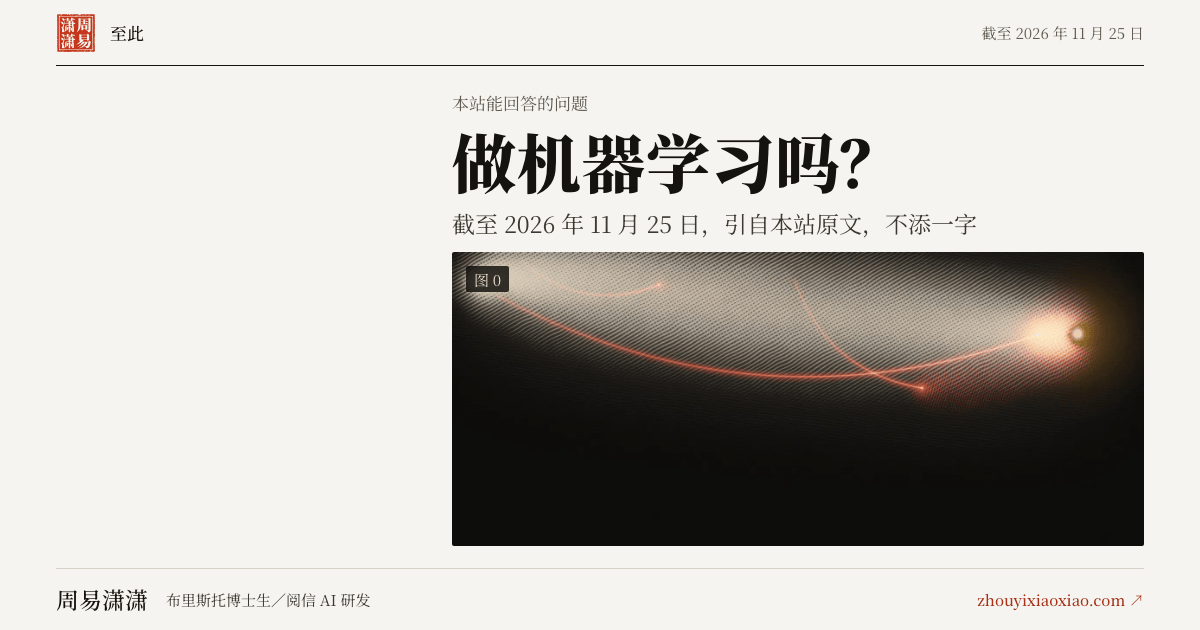 周易潇潇
至此
截至 2026 年 11 月 25 日
本站能回答的问题
做机器学习吗？
截至 2026 年 11 月 25 日，引自本站原文，不添一字
图 0
周易潇潇
布里斯托博士生／阅信 AI 研发
zhouyixiaoxiao.com ↗